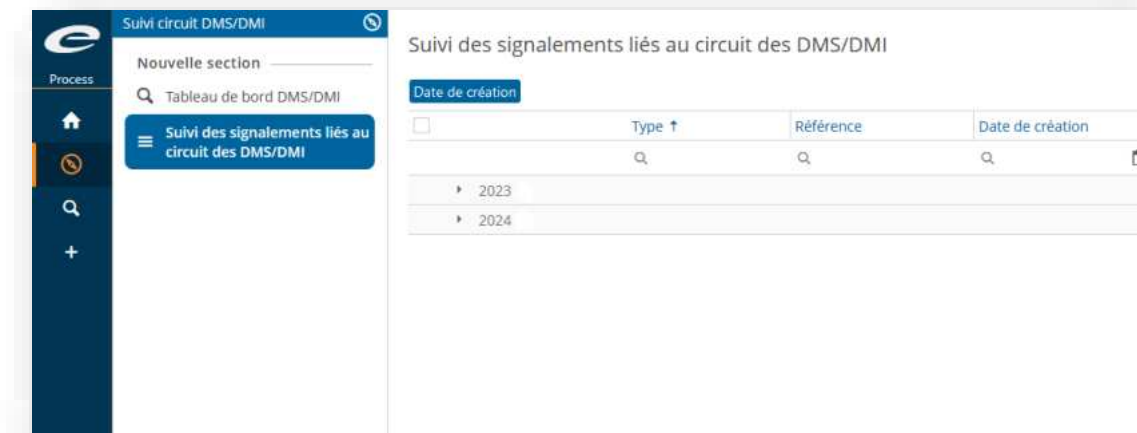 Suivi circuit DMS/DMI
Process
Nouvelle section
Tableau de bord DMS/DMI
Suivi des signalements liés au
circuit des DMS/DMI
Suivi des signalements liés au circuit des DMS/DMI
Date de création
Type ↑ Référence Date de création
2023
2024